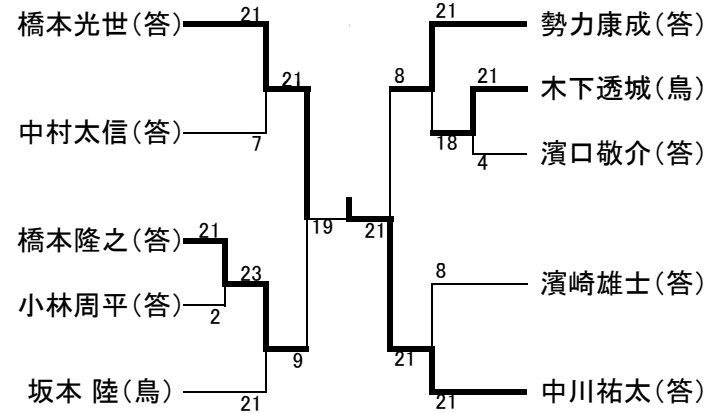 橋本光世(答)
21
21
7
中村太信(答)
橋本隆之(答)
21
23
小林周平(答)
2
9
坂本 陸(鳥)
21
19
21
21
勢力康成(答)
8
21
木下透城(鳥)
18
4
濱口敬介(答)
8
濱崎雄士(答)
21
21
中川祐太(答)